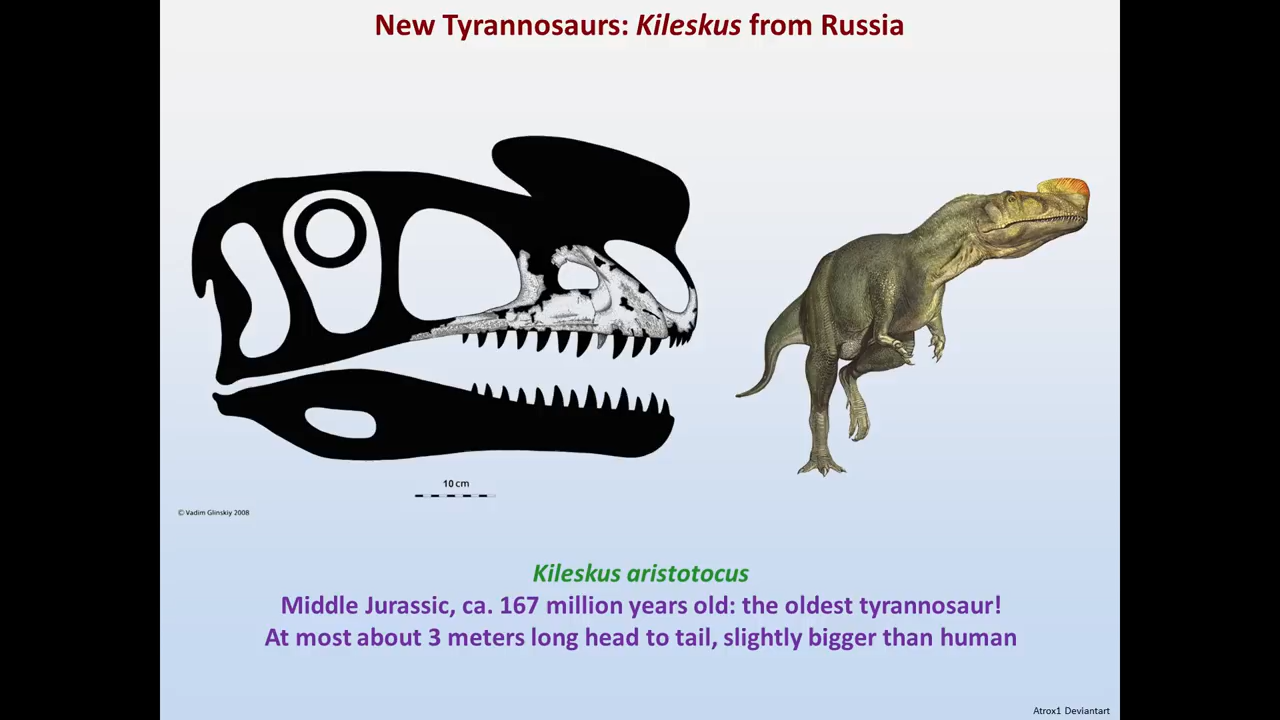 New Tyrannosaurs: Kileskus from Russia
10 cm
© Vadim Glinskiy 2008
Kileskus aristotocus
Middle Jurassic, ca. 167 million years old: the oldest tyrannosaur!
At most about 3 meters long head to tail, slightly bigger than human
Atrox1 Deviantart